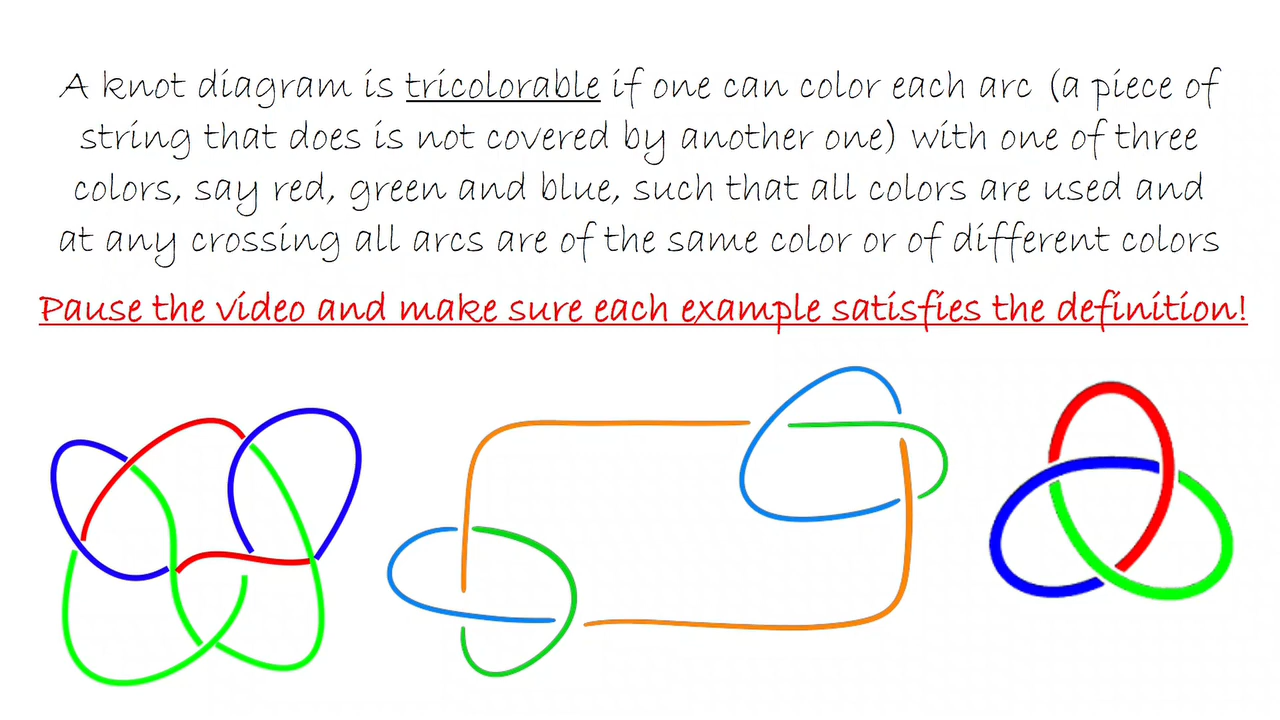 A knot diagram is tricolorable if one can color each arc (a piece of
string that does is not covered by another one) with one of three
colors, say red, green and blue, such that all colors are used and
at any crossing all arcs are of the same color or of different colors
Pause the video and make sure each example satisfies the definition!